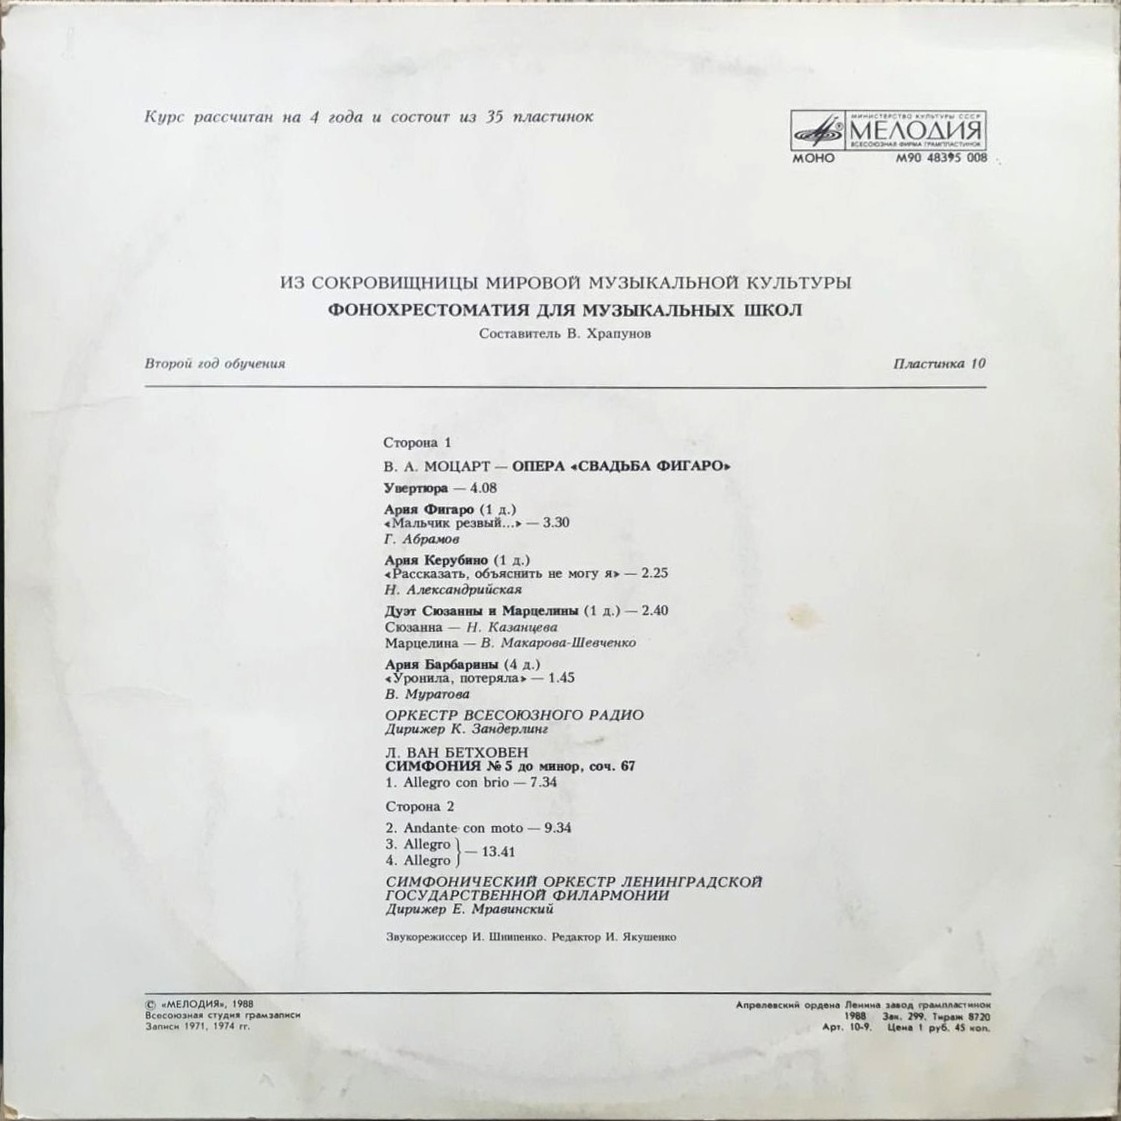 Курс рассчитан на 4 года и состоит из 35 пластинок
МИНИСТЕРСТВО КУЛЬТУРЫ СССР
МЕЛОДИЯ
ВСЕСОЮЗНАЯ ФИРМА ГРАМПЛАСТИНОК
МОНО М90 48395 008
ИЗ СОКРОВИЩНИЦЫ МИРОВОЙ МУЗЫКАЛЬНОЙ КУЛЬТУРЫ
ФОНОХРЕСТОМАТИЯ ДЛЯ МУЗЫКАЛЬНЫХ ШКОЛ
Составитель В. Храпунов
Второй год обучения Пластинка 10
Сторона 1
В. А. МОЦАРТ — ОПЕРА «СВАДЬБА ФИГАРО»
Увертюра — 4.08
Ария Фигаро (1 д.)
«Мальчик резвый...» — 3.30
Г. Абрамов
Ария Керубино (1 д.)
«Рассказать, объяснить не могу я» — 2.25
Н. Александрийская
Дуэт Сюзанны и Марцелины (1 д.) — 2.40
Сюзанна — Н. Казанцева
Марцелина — В. Макарова-Шевченко
Ария Барбарины (4 д.)
«Уронила, потеряла» — 1.45
В. Муратова
ОРКЕСТР ВСЕСОЮЗНОГО РАДИО
Дирижер К. Зандерлинг
Л. ВАН БЕТХОВЕН
СИМФОНИЯ № 5 до минор, соч. 67
1. Allegro con brio — 7.34
Сторона 2
2. Andante con moto — 9.34
3. Allegro
4. Allegro } — 13.41
СИМФОНИЧЕСКИЙ ОРКЕСТР ЛЕНИНГРАДСКОЙ
ГОСУДАРСТВЕННОЙ ФИЛАРМОНИИ
Дирижер Е. Мравинский
Звукорежиссер И. Шнипенко. Редактор И. Якушенко
© «МЕЛОДИЯ», 1988
Всесоюзная студия грамзаписи
Записи 1971, 1974 гг.
Апрелевский ордена Ленина завод грампластинок
1988 Зак. 299. Тираж 8720
Арт. 10-9. Цена 1 руб. 45 коп.